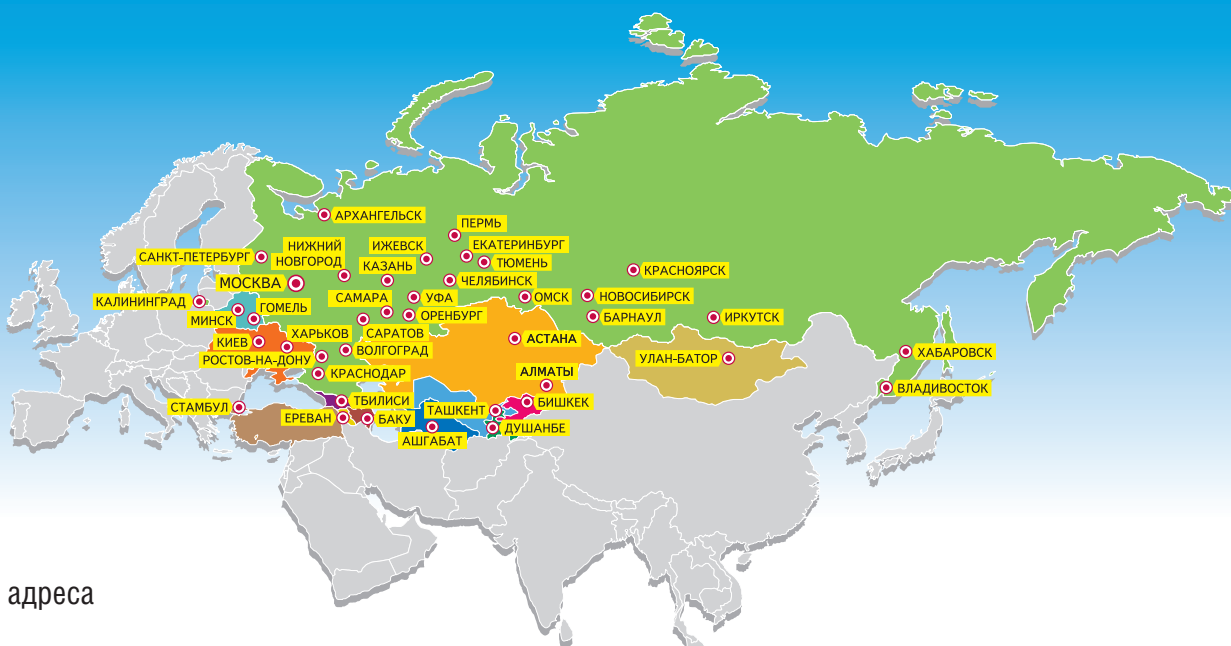 АРХАНГЕЛЬСК
ПЕРМЬ
САНКТ-ПЕТЕРБУРГ
НИЖНИЙ
НОВГОРОД
ИЖЕВСК
ЕКАТЕРИНБУРГ
ТЮМЕНЬ
КАЗАНЬ
КРАСНОЯРСК
МОСКВА
ЧЕЛЯБИНСК
КАЛИНИНГРАД
САМАРА
УФА
ОМСК
НОВОСИБИРСК
ГОМЕЛЬ
МИНСК
ОРЕНБУРГ
БАРНАУЛ
ИРКУТСК
ХАРЬКОВ
САРАТОВ
КИЕВ
АСТАНА
ВОЛГОГРАД
РОСТОВ-НА-ДОНУ
УЛАН-БАТОР
ХАБАРОВСК
КРАСНОДАР
АЛМАТЫ
ВЛАДИВОСТОК
ТБИЛИСИ
БИШКЕК
СТАМБУЛ
ТАШКЕНТ
ЕРЕВАН
БАКУ
ДУШАНБЕ
АШГАБАТ
адреса